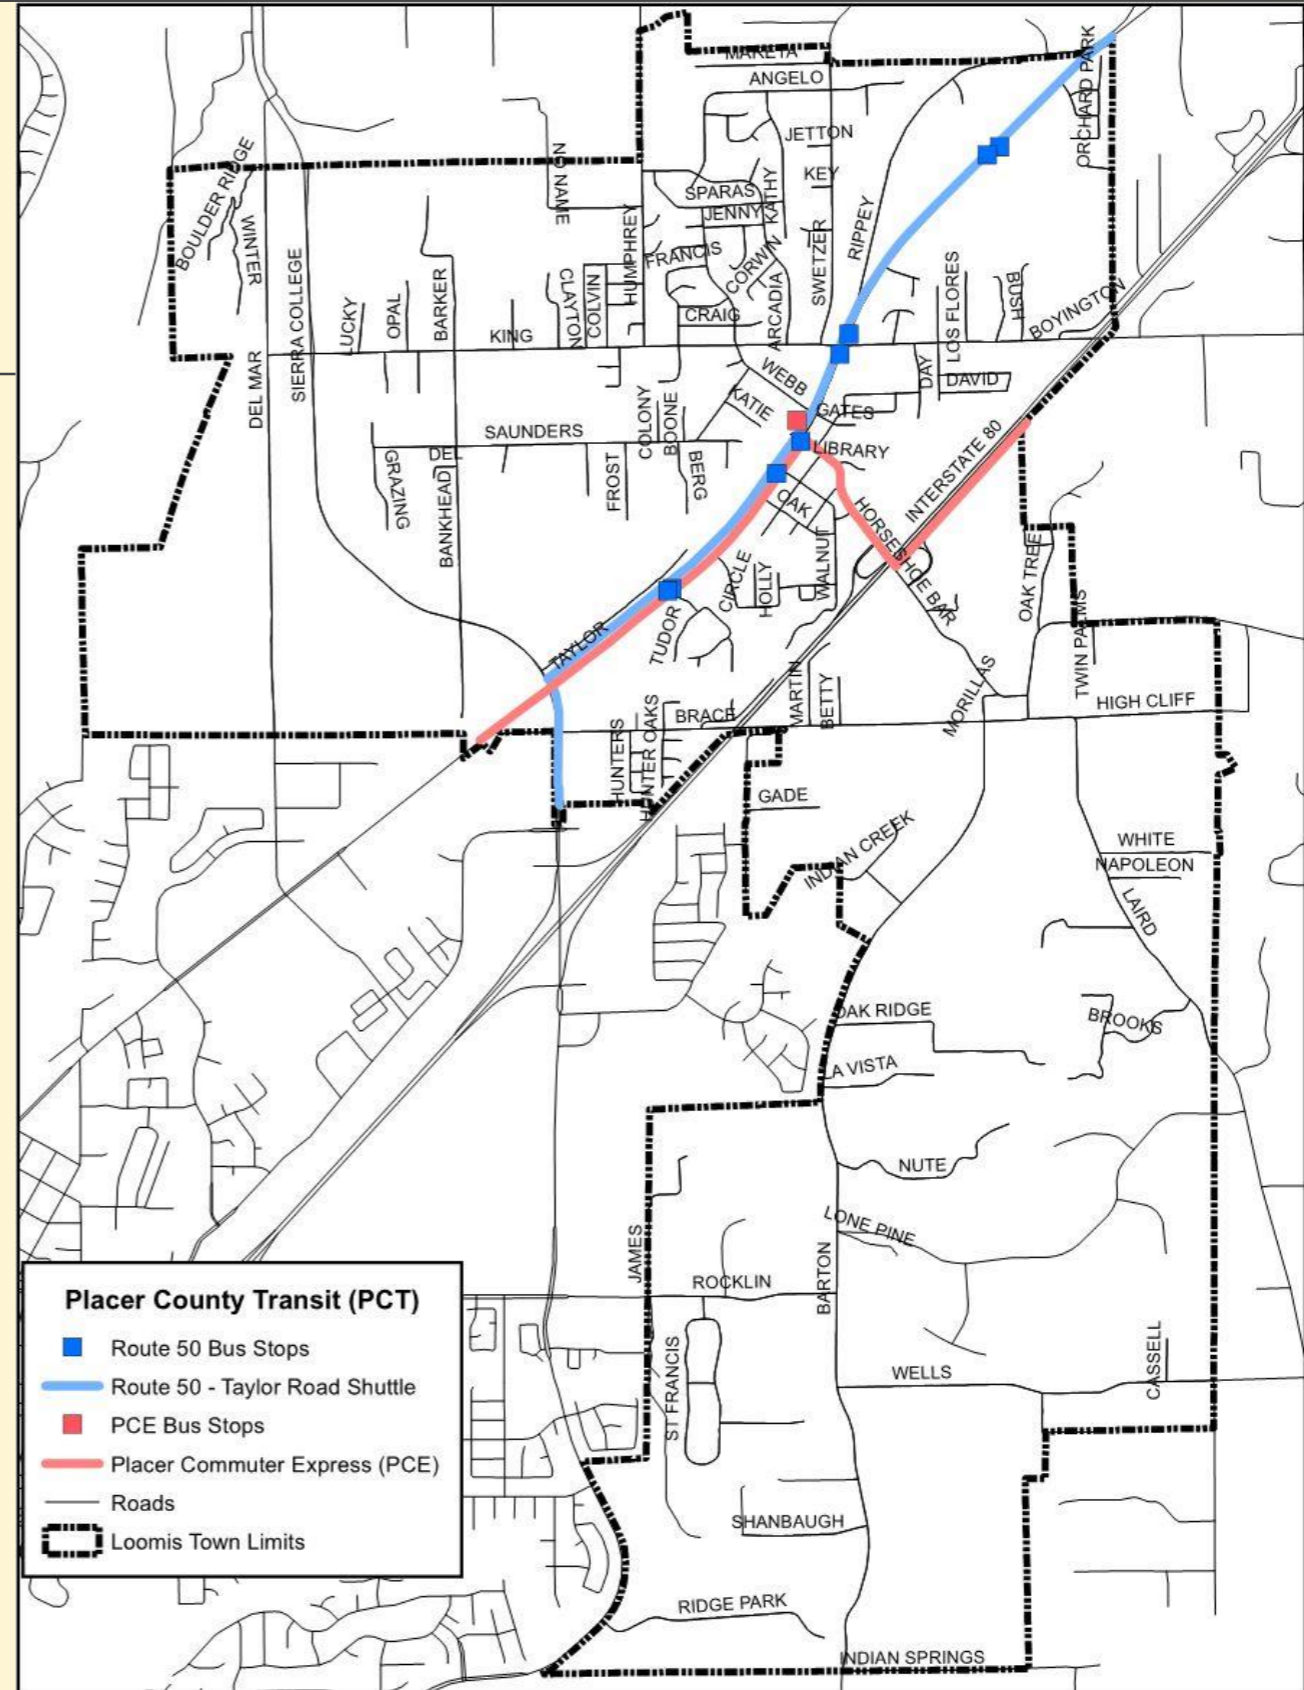 MARETA
ORCHARD PARK
ANGELO
JETTON
NO NAME
BOULDER RIDGE
KEY
KATHY
SPARAS
JENNY
HUMPHREY
RIPPEY
WINTER
SWETZER
FRANCIS
CORWIN
SIERRA COLLEGE
LOS FLORES
BUSH
BARKER
CLAYTON
COLVIN
ARCADIA
BOYINGTON
LUCKY
OPAL
CRAIG
KING
DEL MAR
WEBB
DAY
DAVID
KATIE
COLONY
BOONE
GATES
SAUNDERS
LIBRARY
INTERSTATE 80
DEL
GRAZING
FROST
BERG
OAK
BANKHEAD
HORSESHOE BAR
WALNUT
OAK TREE
CIRCLE
HOLLY
TUDOR
TAYLOR
TWIN PALMS
MARTIN
BETTY
MORILLAS
HIGH CLIFF
BRACE
HUNTERS
HUNTER OAKS
GADE
INDIAN CREEK
WHITE
NAPOLEON
LAIRD
OAK RIDGE
BROOKS
LA VISTA
NUTE
LONE PINE
JAMES
BARTON
ROCKLIN
ST FRANCIS
WELLS
CASSELL
SHANBAUGH
RIDGE PARK
INDIAN SPRINGS
Placer County Transit (PCT)
Route 50 Bus Stops
Route 50 - Taylor Road Shuttle
PCE Bus Stops
Placer Commuter Express (PCE)
Roads
Loomis Town Limits